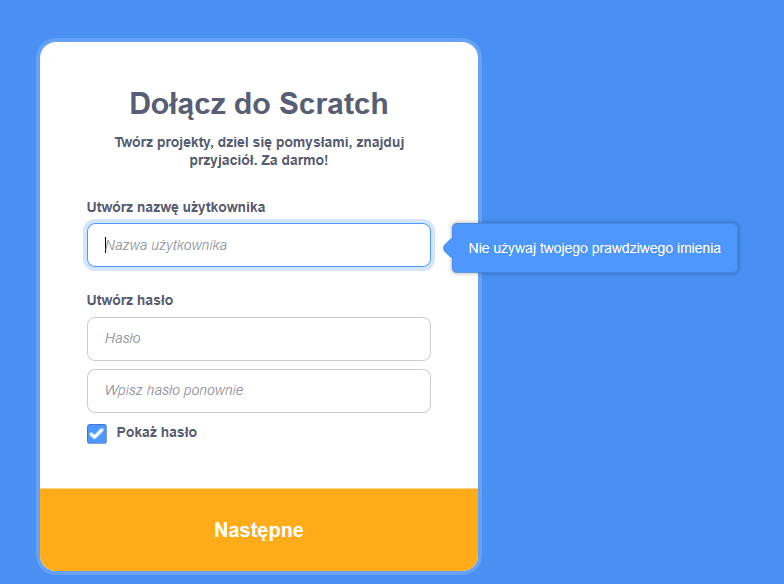 Dołącz do Scratch
Twórz projekty, dziel się pomysłami, znajduj
przyjaciół. Za darmo!
Utwórz nazwę użytkownika
Nazwa użytkownika
Nie używaj twojego prawdziwego imienia
Utwórz hasło
Hasło
Wpisz hasło ponownie
Pokaż hasło
Następne